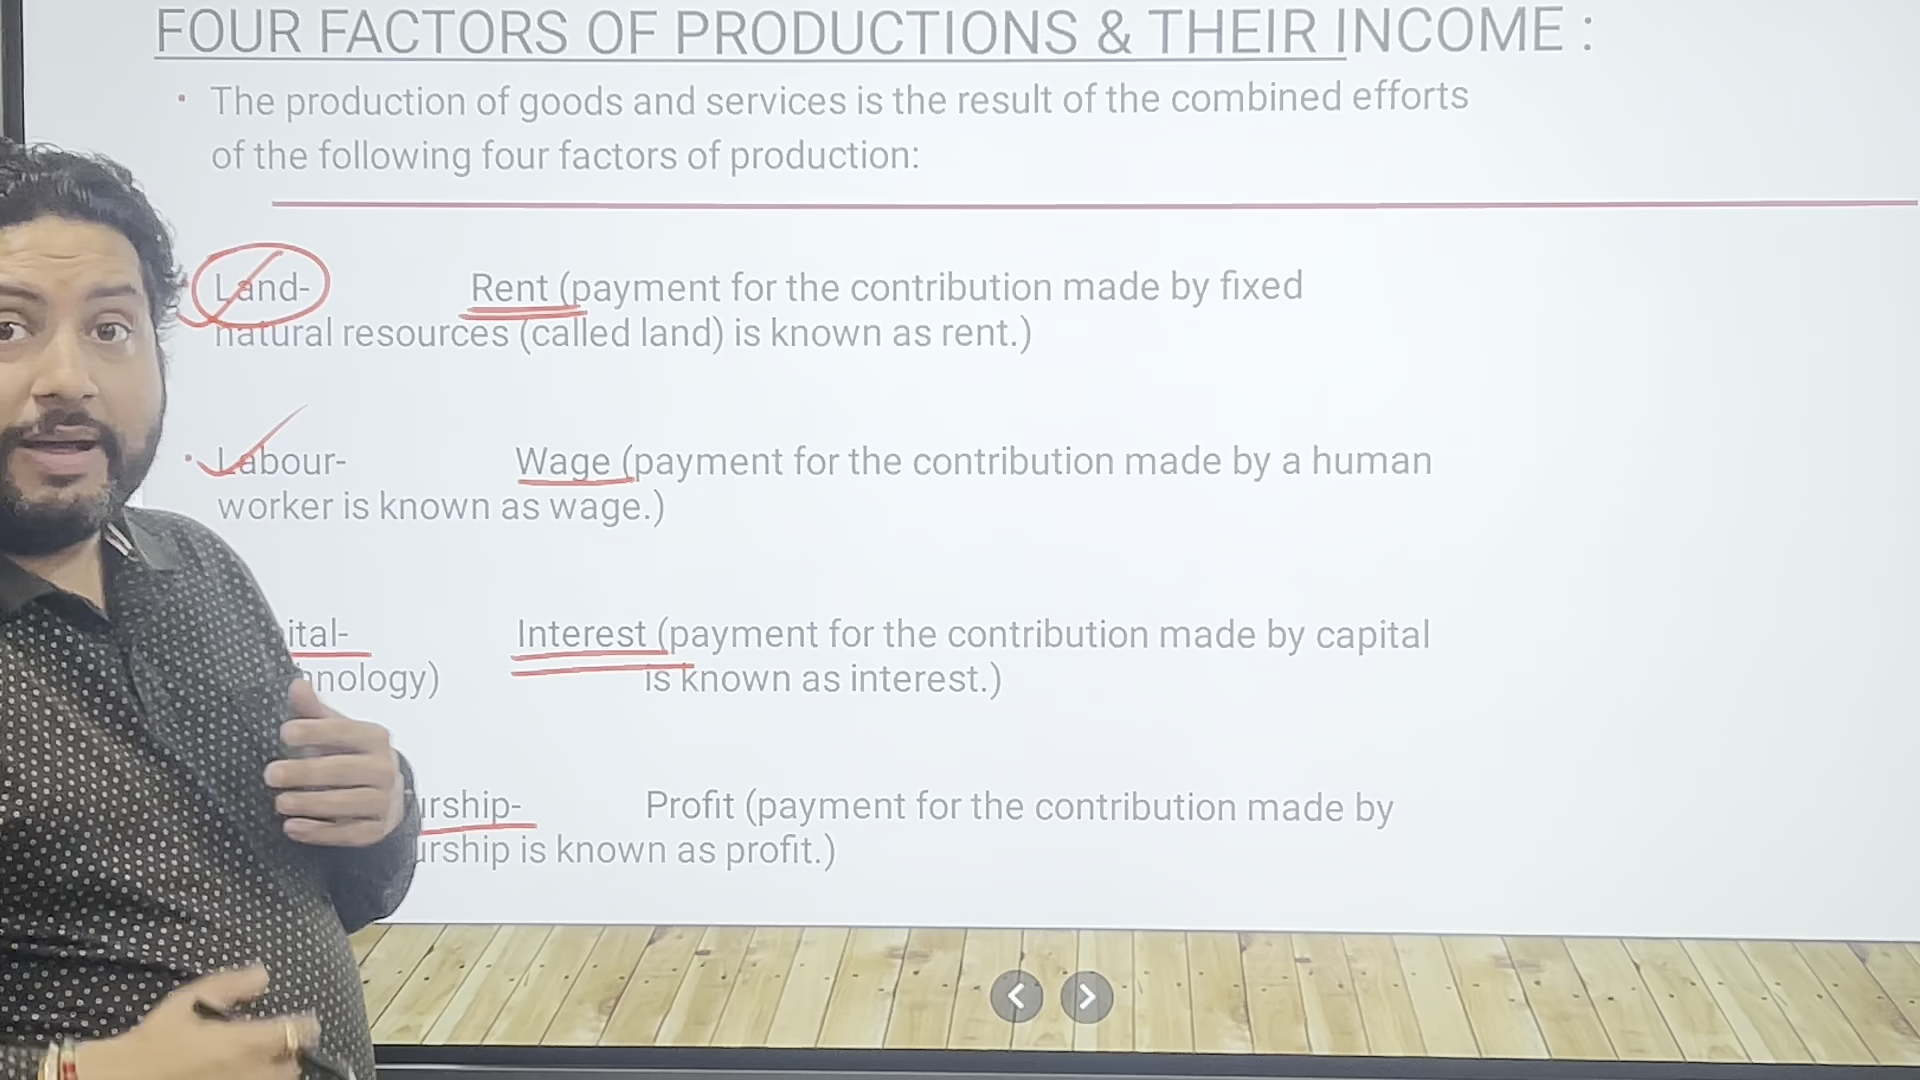 FOUR FACTORS OF PRODUCTIONS & THEIR INCOME :
• The production of goods and services is the result of the combined efforts
of the following four factors of production:
• Land- Rent (payment for the contribution made by fixed
natural resources (called land) is known as rent.)
• Labour- Wage (payment for the contribution made by a human
worker is known as wage.)
ital- Interest (payment for the contribution made by capital
nology) is known as interest.)
urship- Profit (payment for the contribution made by
urship is known as profit.)